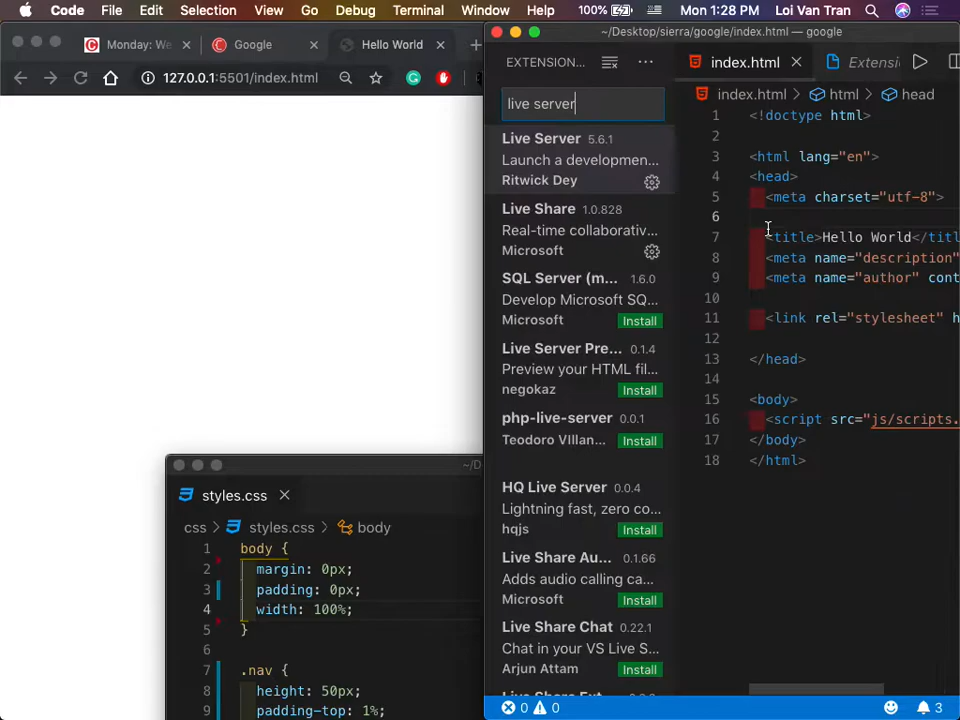 Code File Edit Selection View Go Debug Terminal Window Help 100% Mon 1:28 PM Loi Van Tran
Monday: We
Google
Hello World
127.0.0.1:5501/index.html
~/Desktop/sierra/google/index.html — google
EXTENSION...
live server
Live Server 5.6.1
Launch a developmen...
Ritwick Dey
Live Share 1.0.828
Real-time collaborativ...
Microsoft
SQL Server (m... 1.6.0
Develop Microsoft SQ...
Microsoft Install
Live Server Pre... 0.1.4
Preview your HTML fil...
negokaz Install
php-live-server 0.0.1
Teodoro VIllan... Install
HQ Live Server 0.0.4
Lightning fast, zero co...
hqjs Install
Live Share Au... 0.1.66
Adds audio calling ca...
Microsoft Install
Live Share Chat 0.22.1
Chat in your VS Live S...
Arjun Attam Install
index.html
Extensi
index.html > html > head
1 <!doctype html>
2
3 <html lang="en">
4 <head>
5 <meta charset="utf-8">
6
7 <title>Hello World</titl
8 <meta name="description"
9 <meta name="author" cont
10
11 <link rel="stylesheet" h
12
13 </head>
14
15 <body>
16 <script src="js/scripts.
17 </body>
18 </html>
~/D
styles.css
css > styles.css > body
1 body {
2 margin: 0px;
3 padding: 0px;
4 width: 100%;
5 }
6
7 .nav {
8 height: 50px;
9 padding-top: 1%;
0 0
3